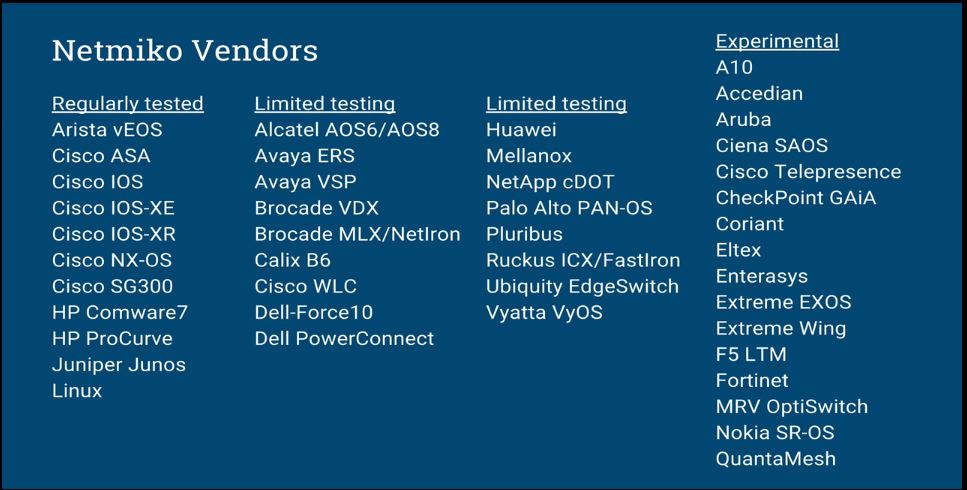 Netmiko Vendors
Regularly tested
Arista vEOS
Cisco ASA
Cisco IOS
Cisco IOS-XE
Cisco IOS-XR
Cisco NX-OS
Cisco SG300
HP Comware7
HP ProCurve
Juniper Junos
Linux
Limited testing
Alcatel AOS6/AOS8
Avaya ERS
Avaya VSP
Brocade VDX
Brocade MLX/NetIron
Calix B6
Cisco WLC
Dell-Force10
Dell PowerConnect
Limited testing
Huawei
Mellanox
NetApp cDOT
Palo Alto PAN-OS
Pluribus
Ruckus ICX/FastIron
Ubiquity EdgeSwitch
Vyatta VyOS
Experimental
A10
Accedian
Aruba
Ciena SAOS
Cisco Telepresence
CheckPoint GAiA
Coriant
Eltex
Enterasys
Extreme EXOS
Extreme Wing
F5 LTM
Fortinet
MRV OptiSwitch
Nokia SR-OS
QuantaMesh